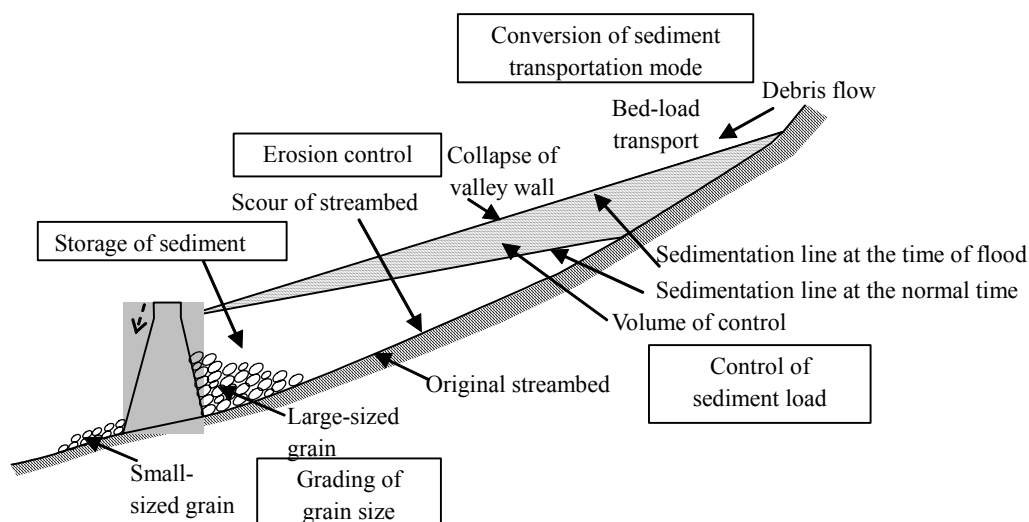 Conversion of sediment
transportation mode
Debris flow
Bed-load
transport
Erosion control
Collapse of
valley wall
Scour of streambed
Storage of sediment
Sedimentation line at the time of flood
Sedimentation line at the normal time
Volume of control
Control of
sediment load
Original streambed
Large-sized
grain
Small-
sized grain
Grading of
grain size